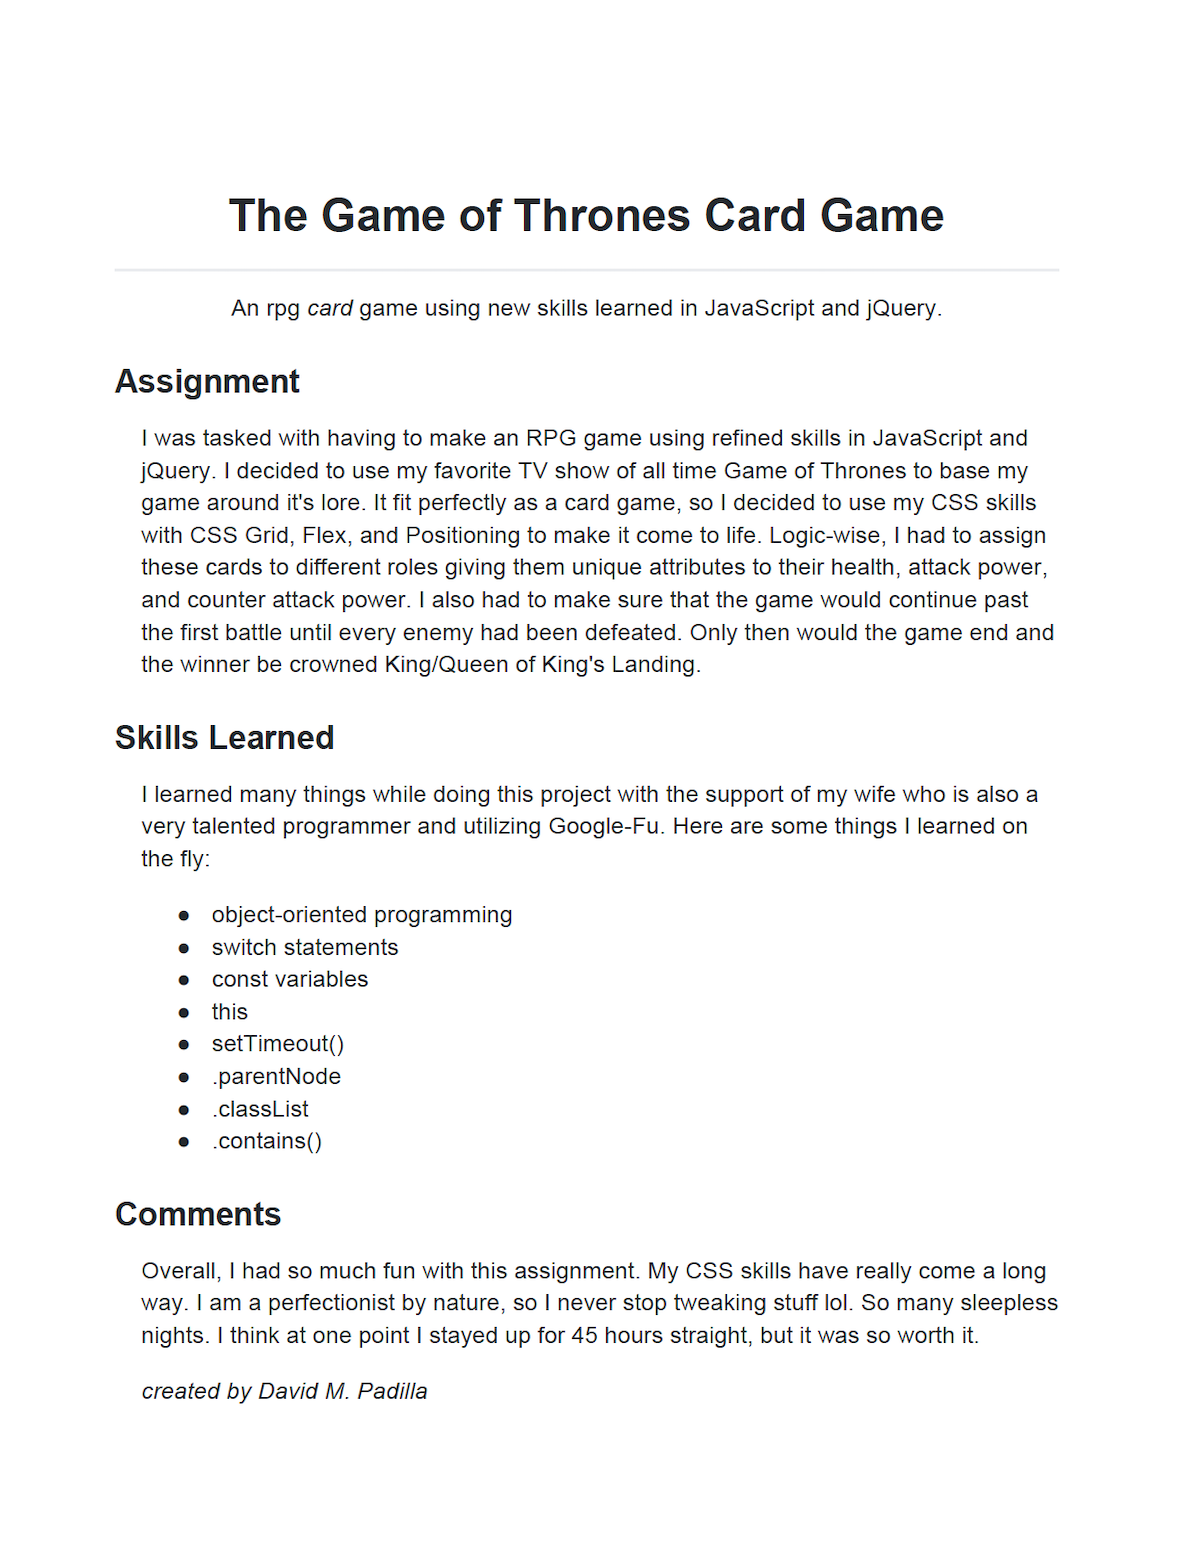 The Game of Thrones Card Game
An rpg card game using new skills learned in JavaScript and jQuery.
Assignment
I was tasked with having to make an RPG game using refined skills in JavaScript and
jQuery. I decided to use my favorite TV show of all time Game of Thrones to base my
game around it's lore. It fit perfectly as a card game, so I decided to use my CSS skills
with CSS Grid, Flex, and Positioning to make it come to life. Logic-wise, I had to assign
these cards to different roles giving them unique attributes to their health, attack power,
and counter attack power. I also had to make sure that the game would continue past
the first battle until every enemy had been defeated. Only then would the game end and
the winner be crowned King/Queen of King's Landing.
Skills Learned
I learned many things while doing this project with the support of my wife who is also a
very talented programmer and utilizing Google-Fu. Here are some things I learned on
the fly:
● object-oriented programming
● switch statements
● const variables
● this
● setTimeout()
● .parentNode
● .classList
● .contains()
Comments
Overall, I had so much fun with this assignment. My CSS skills have really come a long
way. I am a perfectionist by nature, so I never stop tweaking stuff lol. So many sleepless
nights. I think at one point I stayed up for 45 hours straight, but it was so worth it.
created by David M. Padilla